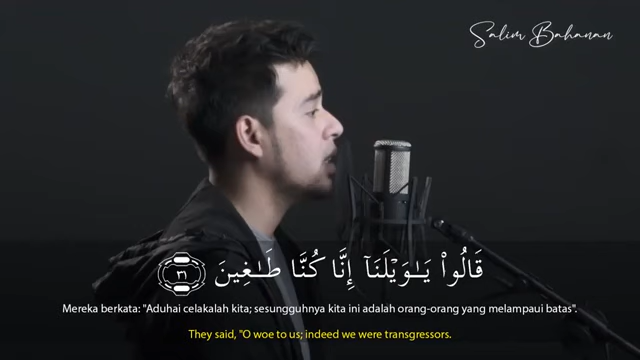 Salim Bahanan
قَالُوا۟ يَـٰوَيْلَنَآ إِنَّا كُنَّا طَـٰغِينَ ٣١
Mereka berkata: "Aduhai celakalah kita; sesungguhnya kita ini adalah orang-orang yang melampaui batas".
They said, "O woe to us; indeed we were transgressors.